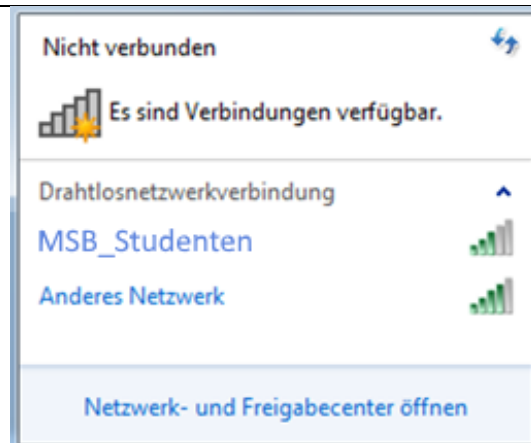 Nicht verbunden
Es sind Verbindungen verfügbar.
Drahtlosnetzwerkverbindung
MSB_Studenten
Anderes Netzwerk
Netzwerk- und Freigabecenter öffnen